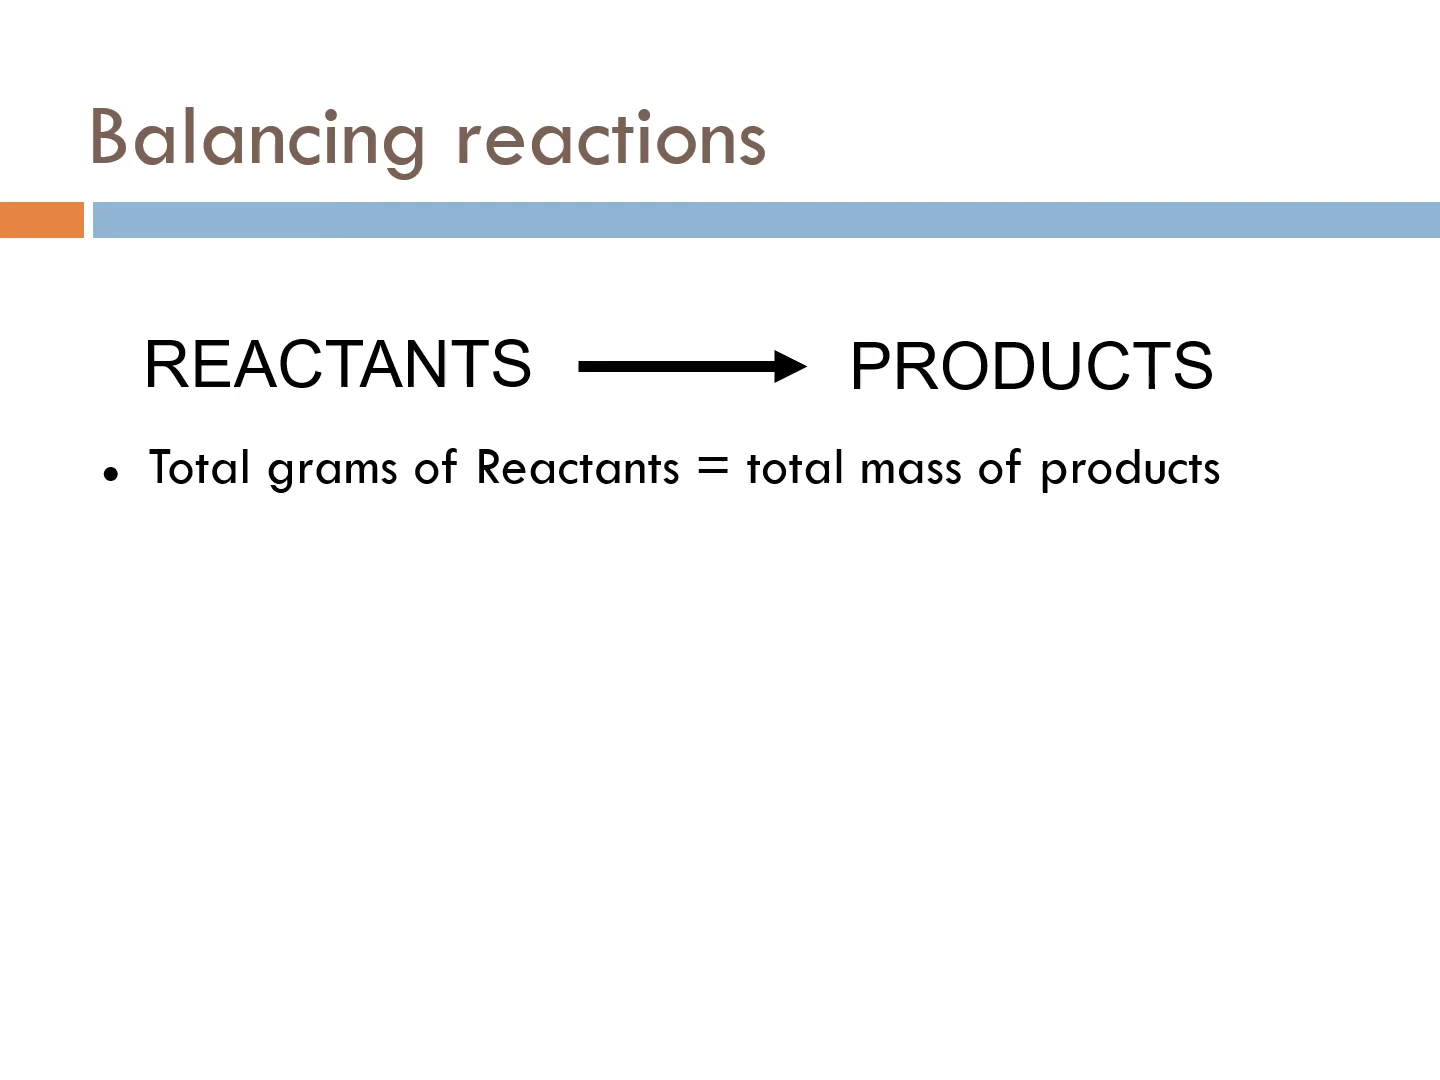 Balancing reactions
REACTANTS PRODUCTS
• Total grams of Reactants = total mass of products